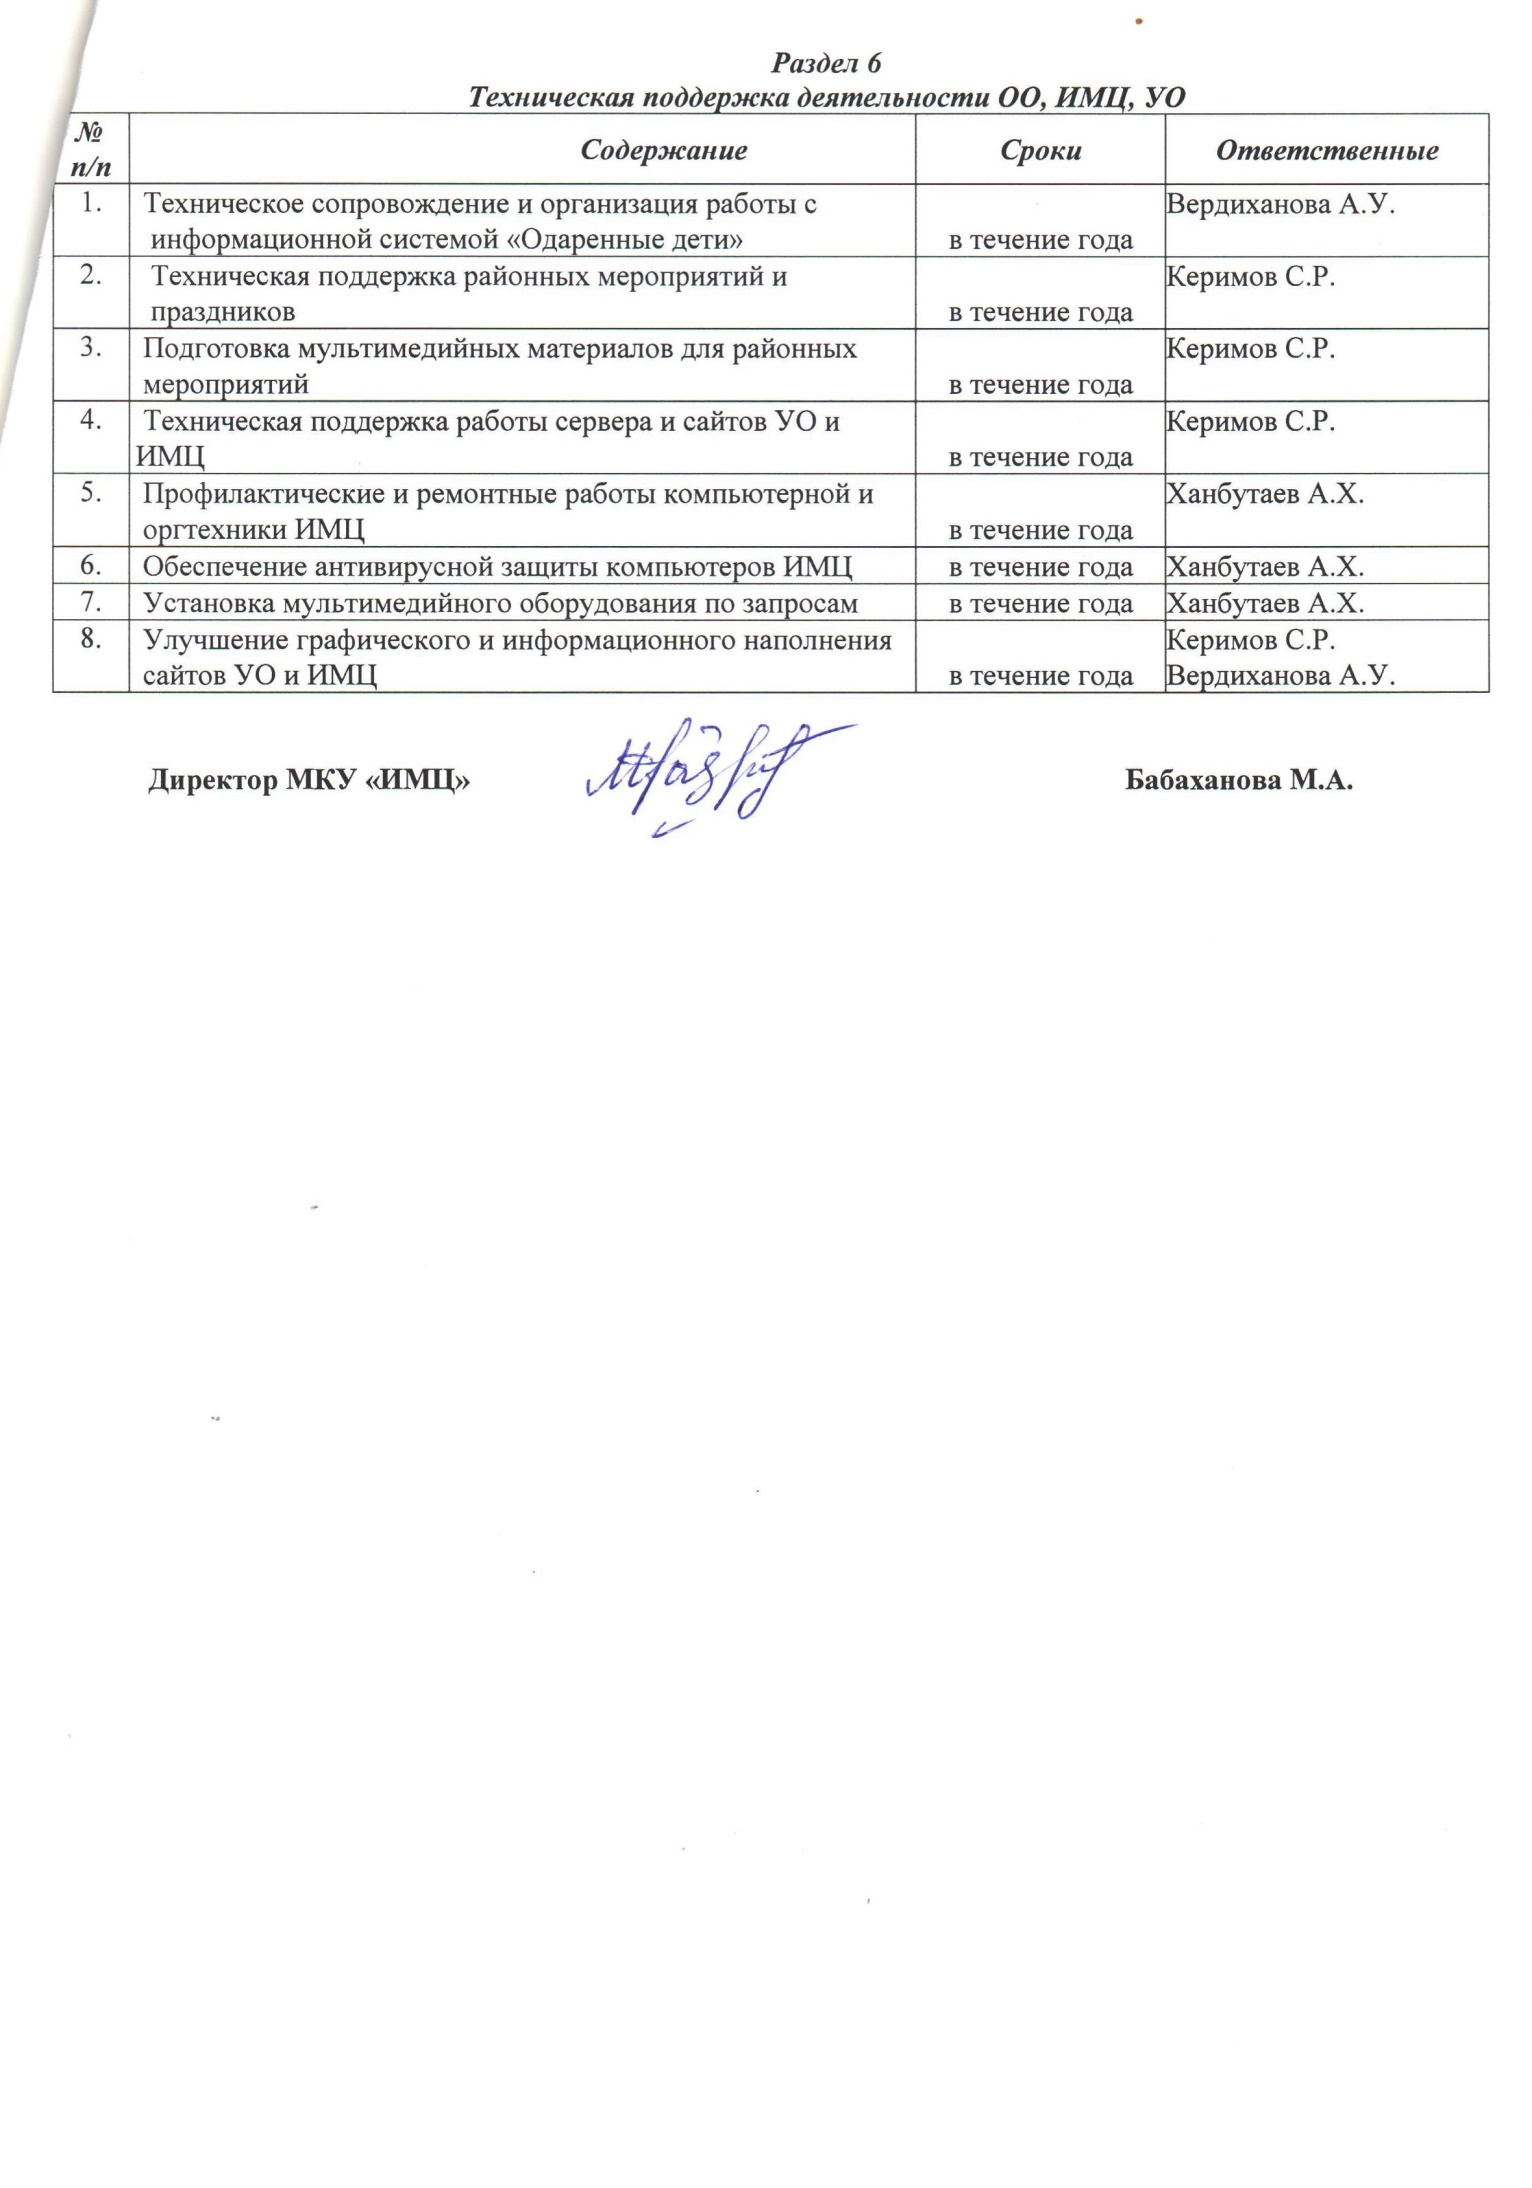 Раздел 6
Техническая поддержка деятельности ОО, ИМЦ, УО
№ п/п Содержание Сроки Ответственные
1. Техническое сопровождение и организация работы с Вердиханова А.У.
информационной системой «Одаренные дети» в течение года
2. Техническая поддержка районных мероприятий и Керимов С.Р.
праздников в течение года
3. Подготовка мультимедийных материалов для районных Керимов С.Р.
мероприятий в течение года
4. Техническая поддержка работы сервера и сайтов УО и Керимов С.Р.
ИМЦ в течение года
5. Профилактические и ремонтные работы компьютерной и Ханбутаев А.Х.
оргтехники ИМЦ в течение года
6. Обеспечение антивирусной защиты компьютеров ИМЦ в течение года Ханбутаев А.Х.
7. Установка мультимедийного оборудования по запросам в течение года Ханбутаев А.Х.
8. Улучшение графического и информационного наполнения Керимов С.Р.
сайтов УО и ИМЦ в течение года Вердиханова А.У.
Директор МКУ «ИМЦ» Бабаханова М.А.